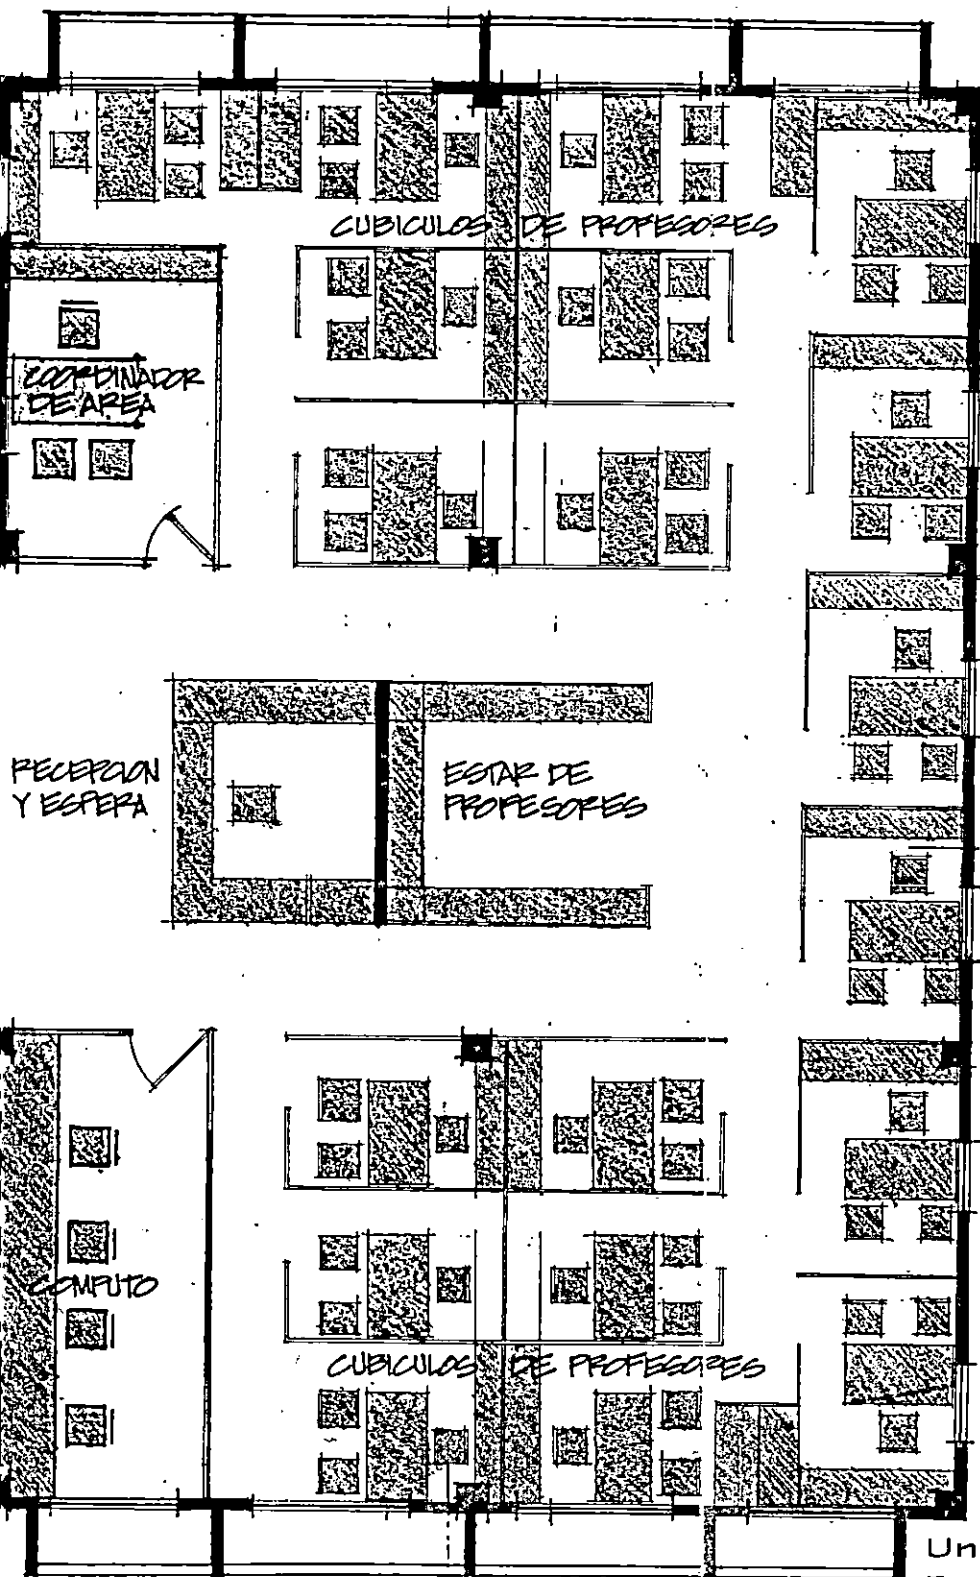 CUBICULOS DE PROFESORES
COORDINADOR
DE AREA
RECEPCION
Y ESPERA
ESTAR DE
PROFESORES
COMPUTO
CUBICULOS DE PROFESORES
Un